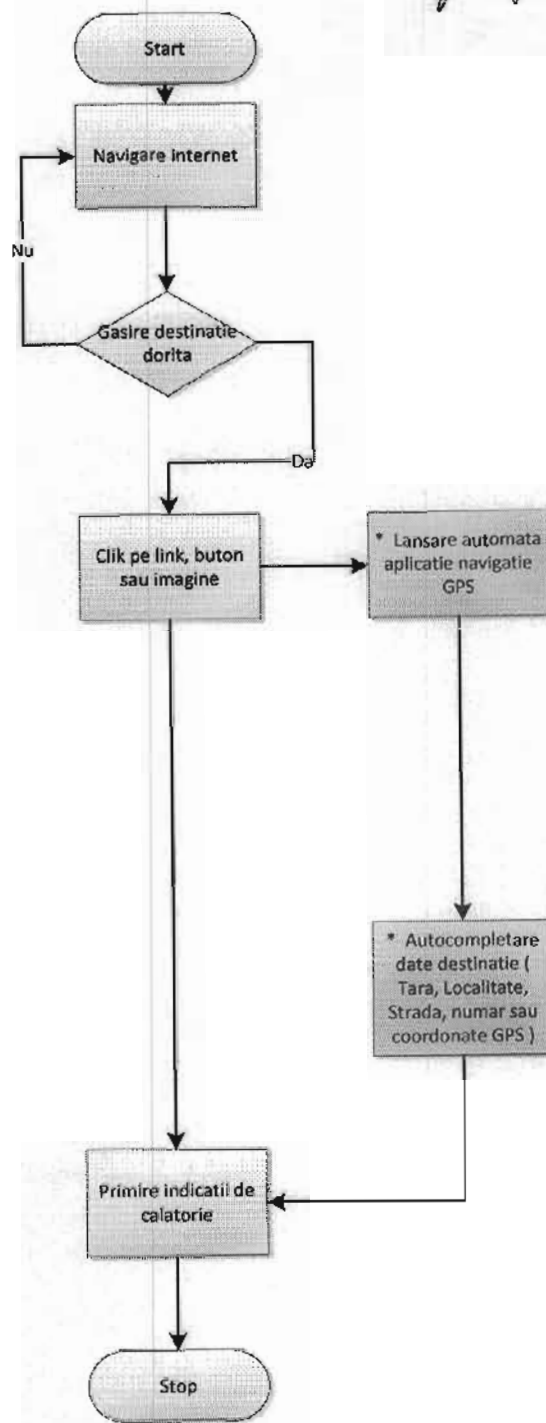 Start
Navigare internet
Nu
Gasire destinatie
dorita
Da
Clik pe link, buton
sau imagine
* Lansare automata
aplicatie navigatie
GPS
* Autocompletare
date destinatie (
Tara, Localitate,
Strada, numar sau
coordonate GPS )
Primire indicatii de
calatorie
Stop